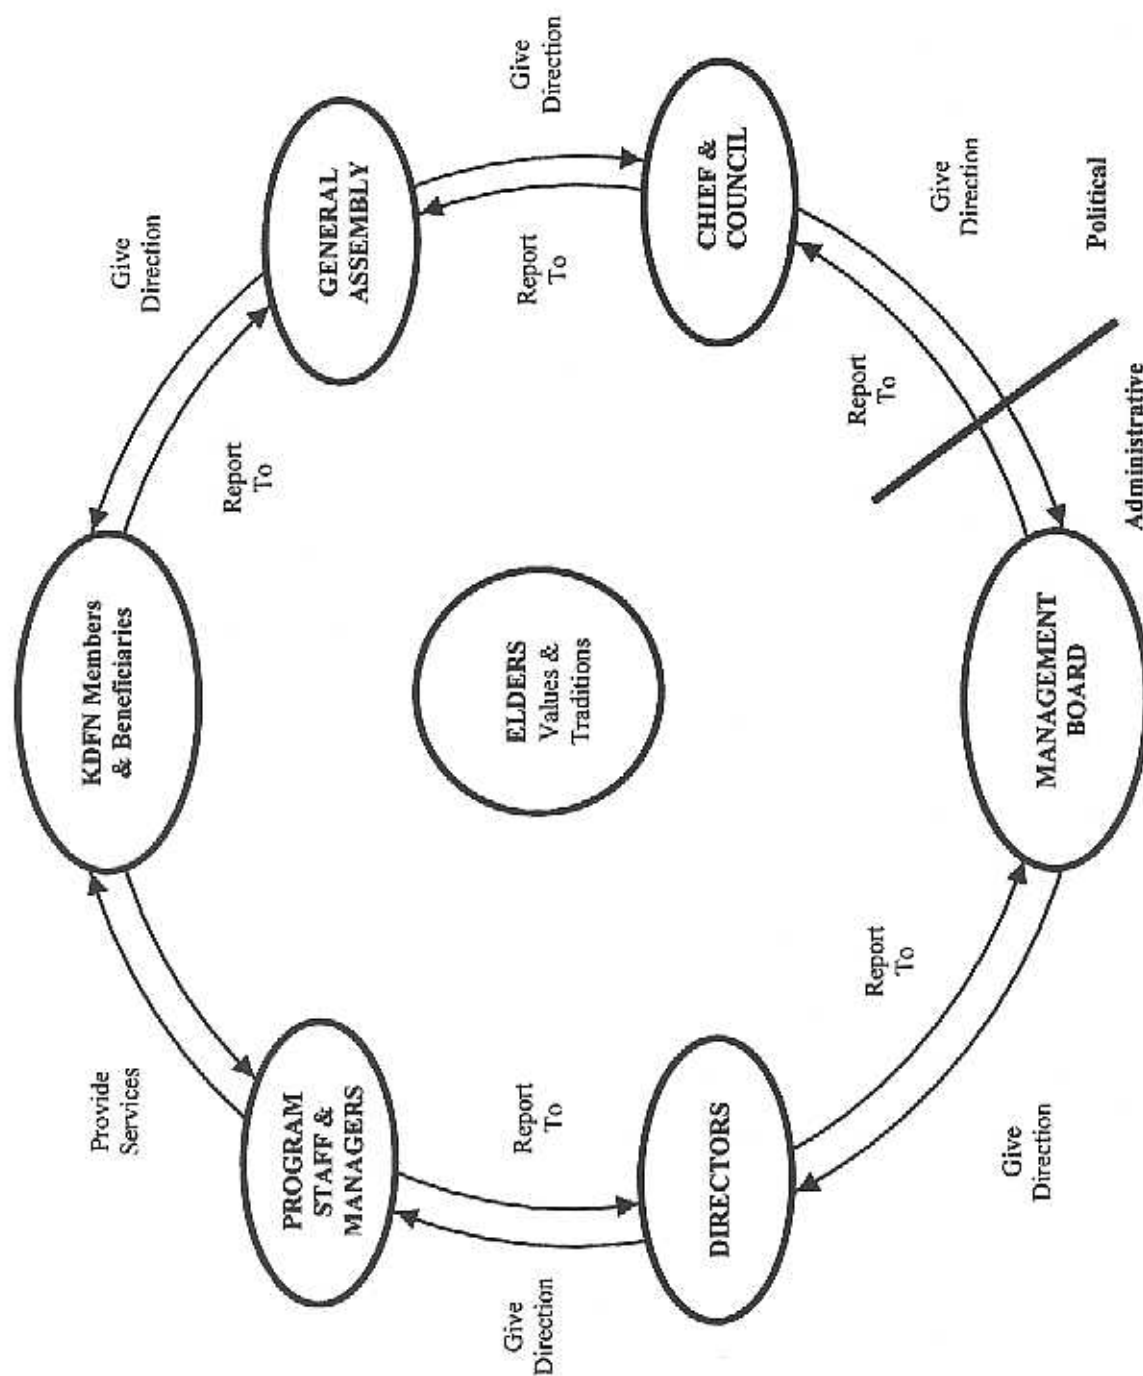 Provide
Services
KDFN Members
& Beneficiaries
Give
Direction
Report
To
PROGRAM
STAFF &
MANAGERS
GENERAL
ASSEMBLY
Give
Direction
Report
To
ELDERS
Values &
Traditions
Report
To
Give
Direction
DIRECTORS
CHIEF &
COUNCIL
Report
To
Report
To
Give
Direction
Give
Direction
MANAGEMENT
BOARD
Political
Administrative